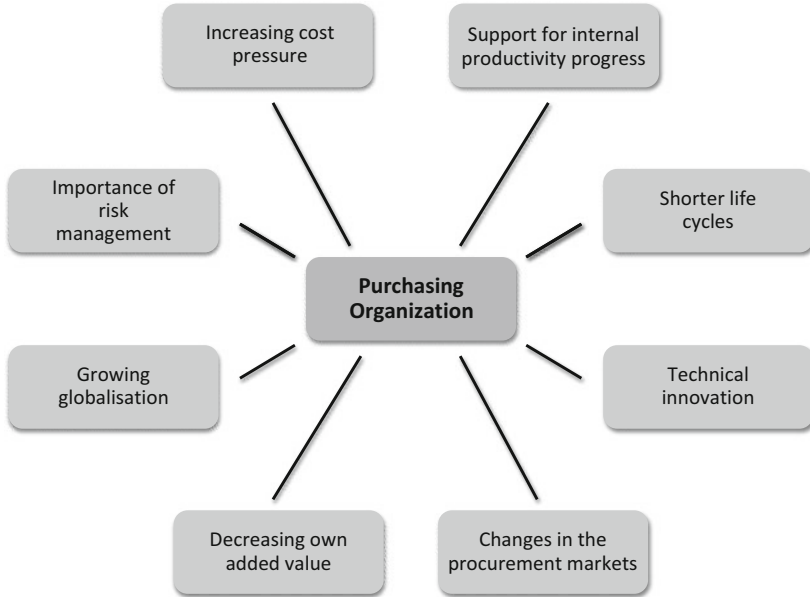 Increasing cost
pressure
Support for internal
productivity progress
Importance of
risk
management
Shorter life
cycles
Purchasing
Organization
Growing
globalisation
Technical
innovation
Decreasing own
added value
Changes in the
procurement markets